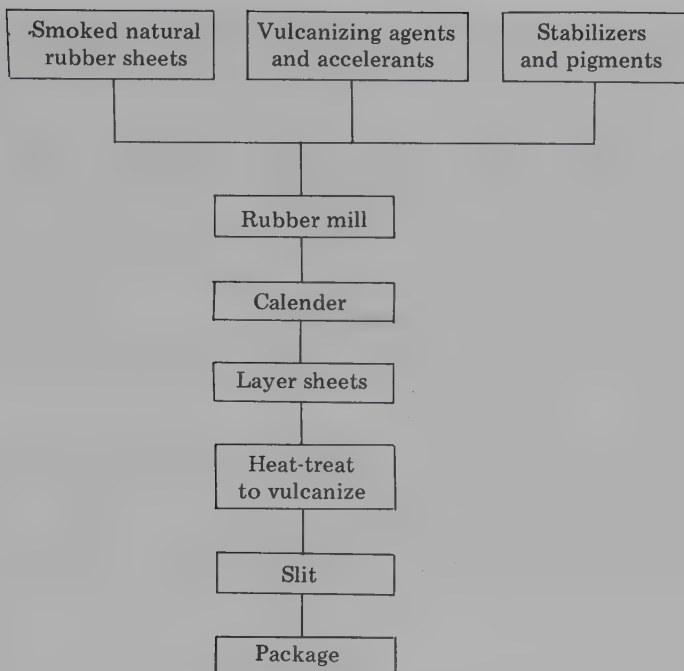 Smoked natural
rubber sheets
Vulcanizing agents
and accelerants
Stabilizers
and pigments
Rubber mill
Calender
Layer sheets
Heat-treat
to vulcanize
Slit
Package